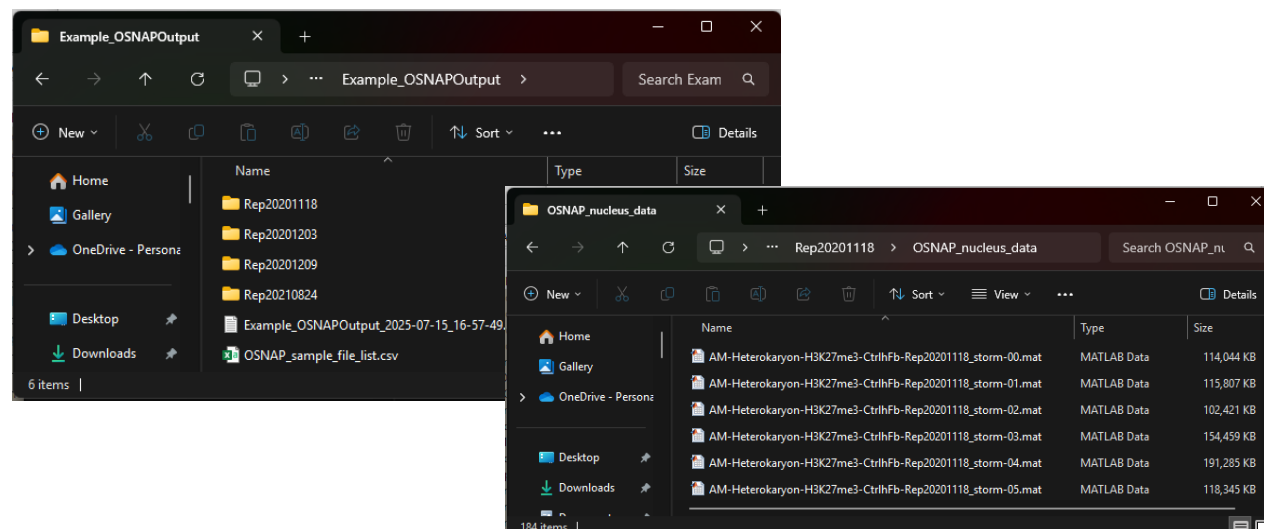 Example_OSNAPOutput
Example_OSNAPOutput
Search Exam
New
Sort
Details
Home
Gallery
OneDrive - Persona
Desktop
Downloads
Name Type Size
Rep20201118
Rep20201203
Rep20201209
Rep20210824
Example_OSNAPOutput_2025-07-15_16-57-49.
OSNAP_sample_file_list.csv
6 items
OSNAP_nucleus_data
Rep20201118 OSNAP_nucleus_data
Search OSNAP_nu
New
Sort
View
Details
Home
Gallery
OneDrive - Persona
Desktop
Downloads
Name Type Size
AM-Heterokaryon-H3K27me3-CtrlhFb-Rep20201118_storm-00.mat MATLAB Data 114,044 KB
AM-Heterokaryon-H3K27me3-CtrlhFb-Rep20201118_storm-01.mat MATLAB Data 115,807 KB
AM-Heterokaryon-H3K27me3-CtrlhFb-Rep20201118_storm-02.mat MATLAB Data 102,421 KB
AM-Heterokaryon-H3K27me3-CtrlhFb-Rep20201118_storm-03.mat MATLAB Data 154,459 KB
AM-Heterokaryon-H3K27me3-CtrlhFb-Rep20201118_storm-04.mat MATLAB Data 191,285 KB
AM-Heterokaryon-H3K27me3-CtrlhFb-Rep20201118_storm-05.mat MATLAB Data 118,345 KB
184 items